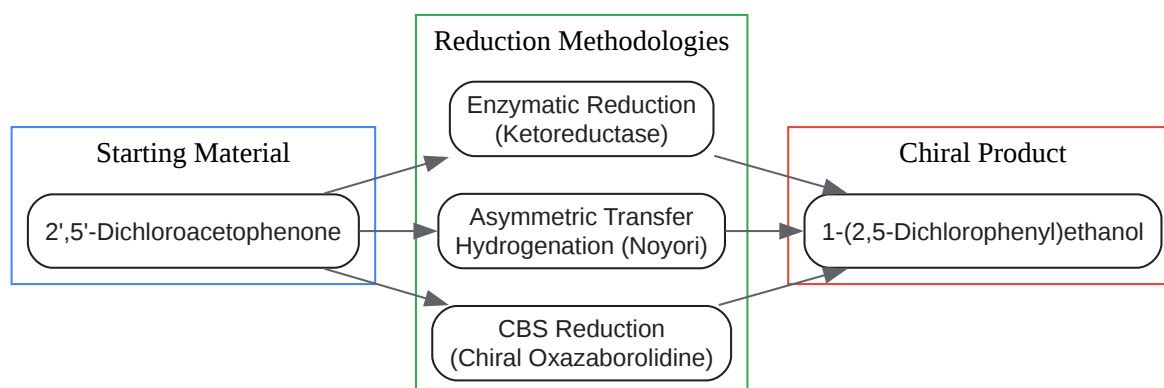 Starting Material
2',5'-Dichloroacetophenone
Reduction Methodologies
Enzymatic Reduction
(Ketoreductase)
Asymmetric Transfer
Hydrogenation (Noyori)
CBS Reduction
(Chiral Oxazaborolidine)
Chiral Product
1-(2,5-Dichlorophenyl)ethanol